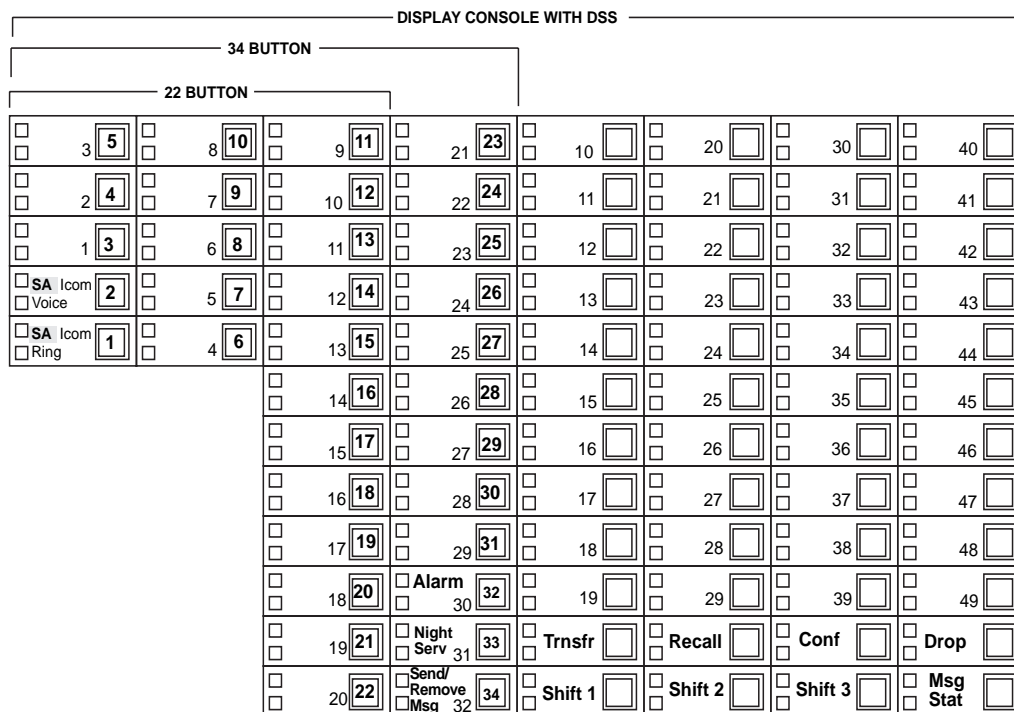 DISPLAY CONSOLE WITH DSS
34 BUTTON
22 BUTTON
3 5 8 10 9 11 21 23 10 20 30 40
2 4 7 9 10 12 22 24 11 21 31 41
1 3 6 8 11 13 23 25 12 22 32 42
SA Icom Voice 2 5 7 12 14 24 26 13 23 33 43
SA Icom Ring 1 4 6 13 15 25 27 14 24 34 44
14 16 26 28 15 25 35 45
15 17 27 29 16 26 36 46
16 18 28 30 17 27 37 47
17 19 29 31 18 28 38 48
18 20 Alarm 30 32 19 29 39 49
19 21 Night Serv 31 33 Trnsfr Recall Conf Drop
20 22 Send/ Remove Msg 32 34 Shift 1 Shift 2 Shift 3 Msg Stat